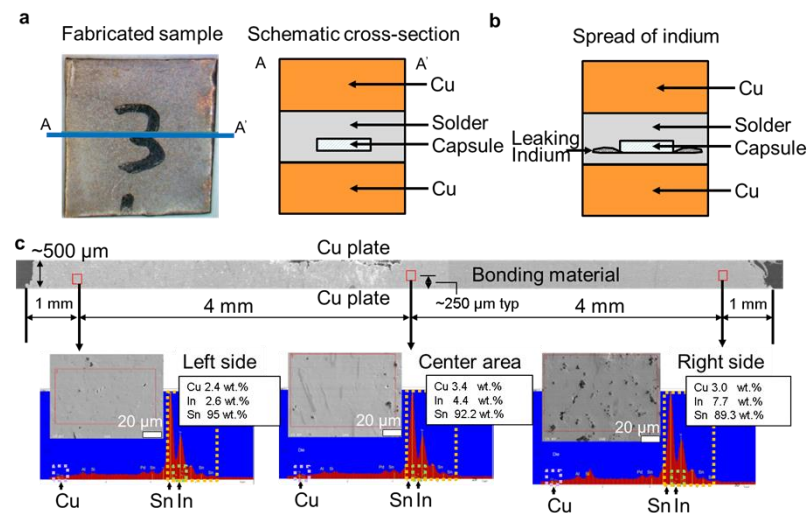 a
Fabricated sample
A
A'
3
Schematic cross-section
A
A'
Cu
Solder
Capsule
Cu
b
Spread of indium
Cu
Solder
Capsule
Leaking
Indium
Cu
c
~500 µm
Cu plate
Bonding material
Cu plate
~250 µm typ
1 mm
4 mm
4 mm
1 mm
Left side
Cu 2.4 wt.%
In 2.6 wt.%
Sn 95 wt.%
20 µm
Center area
Cu 3.4 wt.%
In 4.4 wt.%
Sn 92.2 wt.%
20 µm
Right side
Cu 3.0 wt.%
In 7.7 wt.%
Sn 89.3 wt.%
20 µm
Cu
Sn In
Cu
Sn In
Cu
Sn In